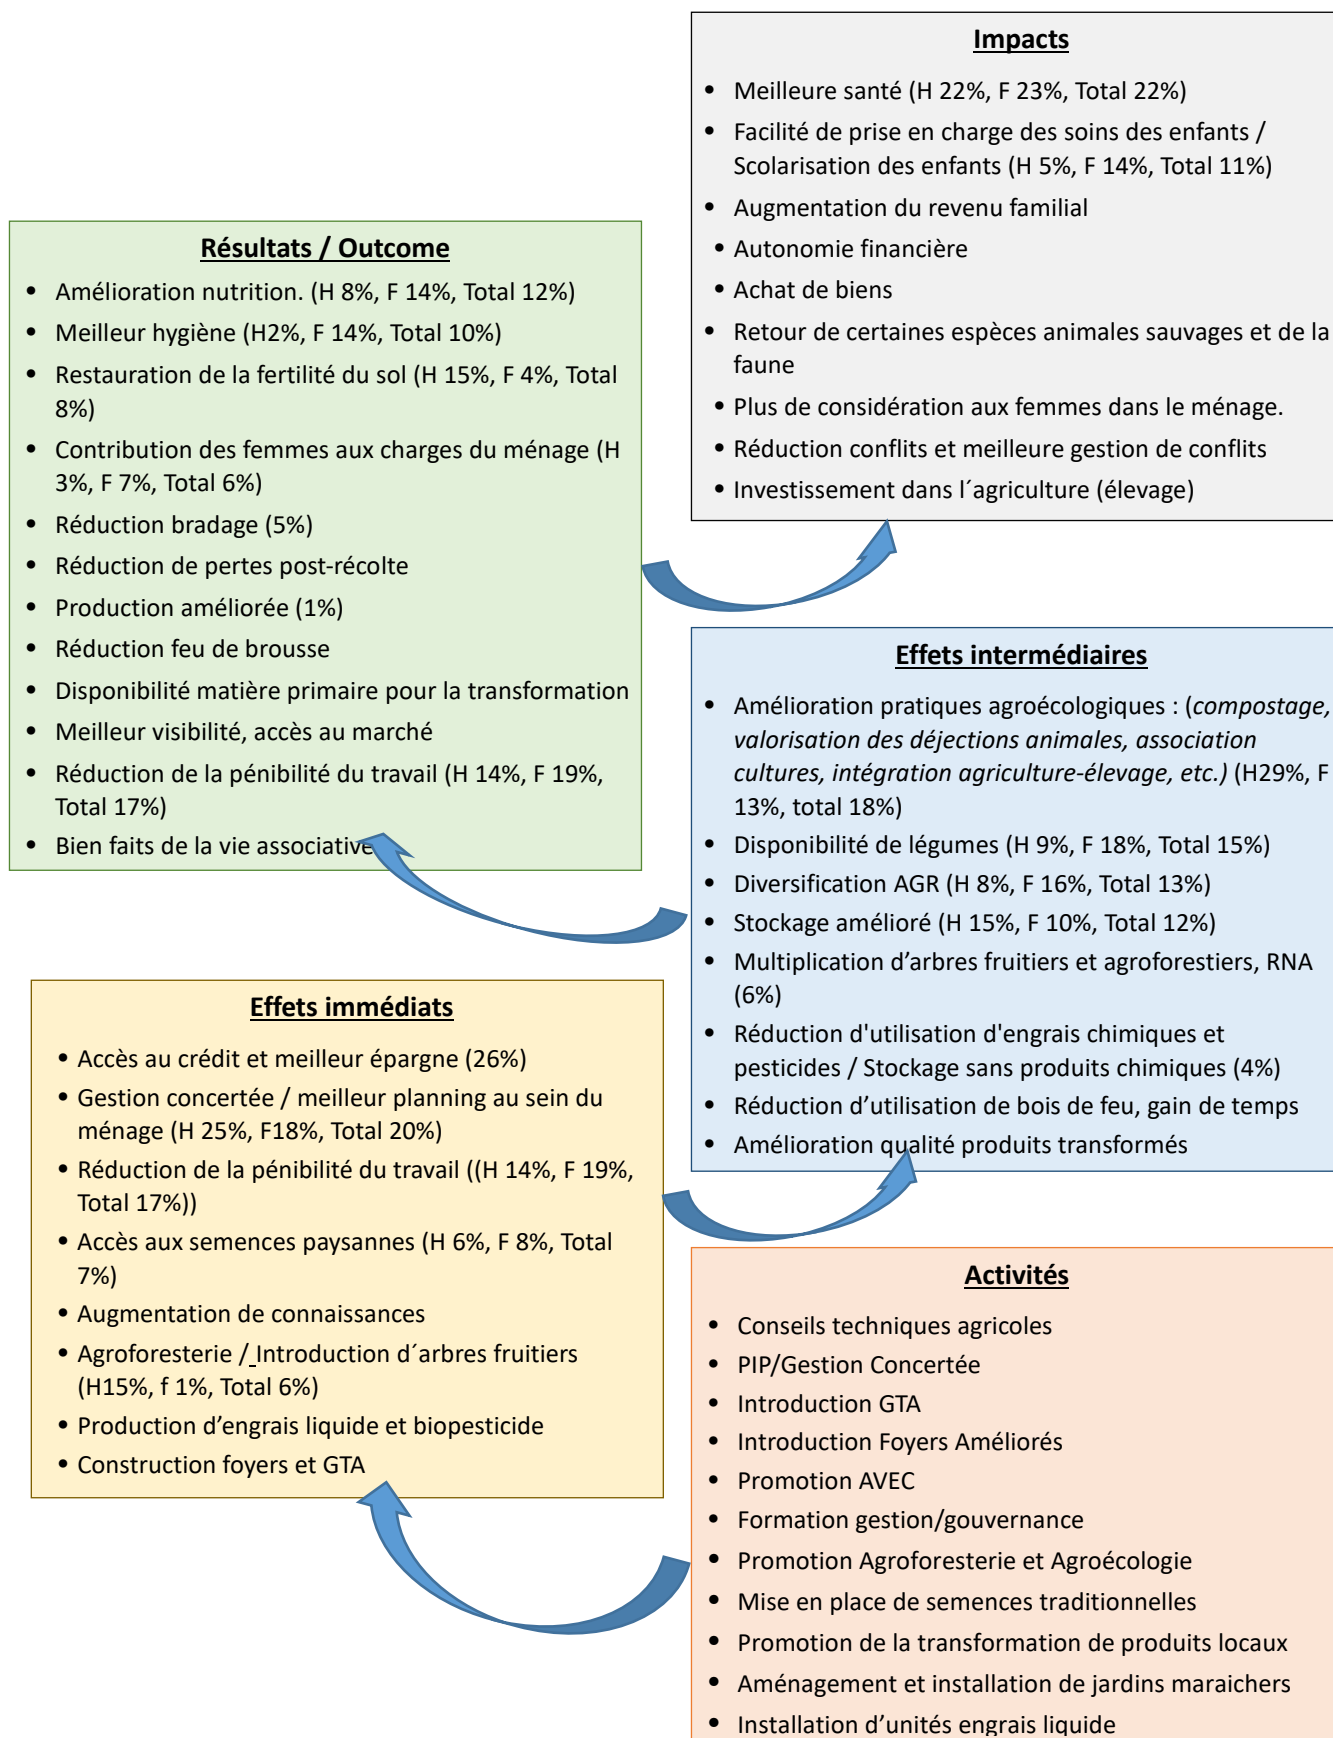 Impacts
• Meilleure santé (H 22%, F 23%, Total 22%)
• Facilité de prise en charge des soins des enfants /
Scolarisation des enfants (H 5%, F 14%, Total 11%)
• Augmentation du revenu familial
• Autonomie financière
• Achat de biens
• Retour de certaines espèces animales sauvages et de la
faune
• Plus de considération aux femmes dans le ménage.
• Réduction conflits et meilleure gestion de conflits
• Investissement dans l´agriculture (élevage)
Résultats / Outcome
• Amélioration nutrition. (H 8%, F 14%, Total 12%)
• Meilleur hygiène (H2%, F 14%, Total 10%)
• Restauration de la fertilité du sol (H 15%, F 4%, Total
8%)
• Contribution des femmes aux charges du ménage (H
3%, F 7%, Total 6%)
• Réduction bradage (5%)
• Réduction de pertes post-récolte
• Production améliorée (1%)
• Réduction feu de brousse
• Disponibilité matière primaire pour la transformation
• Meilleur visibilité, accès au marché
• Réduction de la pénibilité du travail (H 14%, F 19%,
Total 17%)
• Bien faits de la vie associative
Effets intermédiaires
• Amélioration pratiques agroécologiques : (compostage,
valorisation des déjections animales, association
cultures, intégration agriculture-élevage, etc.) (H29%, F
13%, total 18%)
• Disponibilité de légumes (H 9%, F 18%, Total 15%)
• Diversification AGR (H 8%, F 16%, Total 13%)
• Stockage amélioré (H 15%, F 10%, Total 12%)
• Multiplication d’arbres fruitiers et agroforestiers, RNA
(6%)
• Réduction d'utilisation d'engrais chimiques et
pesticides / Stockage sans produits chimiques (4%)
• Réduction d’utilisation de bois de feu, gain de temps
• Amélioration qualité produits transformés
Effets immédiats
• Accès au crédit et meilleur épargne (26%)
• Gestion concertée / meilleur planning au sein du
ménage (H 25%, F18%, Total 20%)
• Réduction de la pénibilité du travail ((H 14%, F 19%,
Total 17%))
• Accès aux semences paysannes (H 6%, F 8%, Total
7%)
• Augmentation de connaissances
• Agroforesterie / Introduction d´arbres fruitiers
(H15%, f 1%, Total 6%)
• Production d’engrais liquide et biopesticide
• Construction foyers et GTA
Activités
• Conseils techniques agricoles
• PIP/Gestion Concertée
• Introduction GTA
• Introduction Foyers Améliorés
• Promotion AVEC
• Formation gestion/gouvernance
• Promotion Agroforesterie et Agroécologie
• Mise en place de semences traditionnelles
• Promotion de la transformation de produits locaux
• Aménagement et installation de jardins maraichers
• Installation d’unités engrais liquide